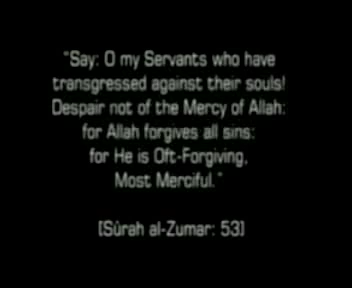 "Say: O my Servants who have
transgressed against their souls!
Despair not of the Mercy of Allah:
for Allah forgives all sins:
for He is Oft-Forgiving,
Most Merciful."
[Sûrah al-Zumar: 53]